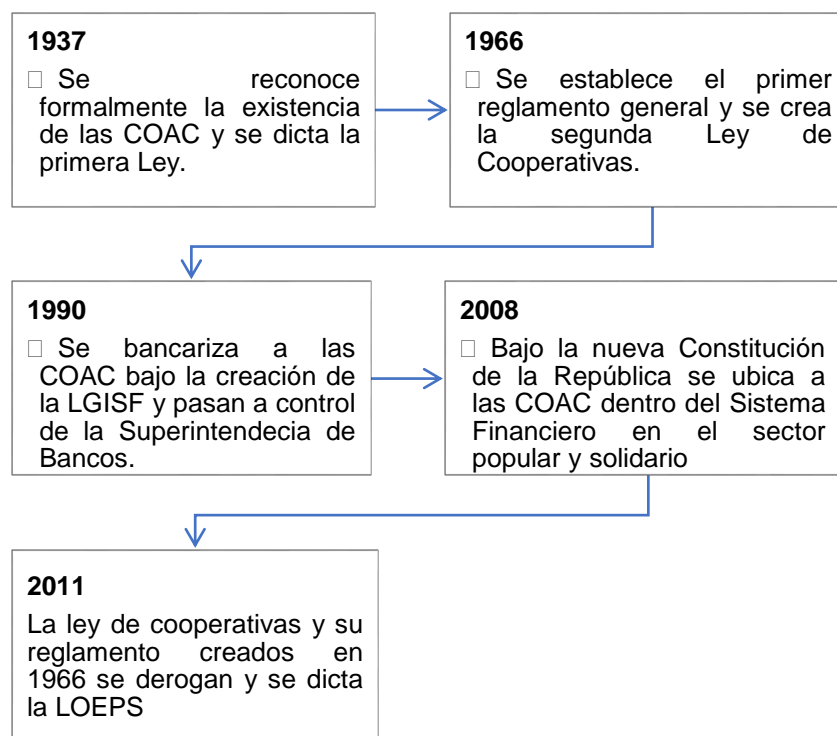 1937
□ Se reconoce
formalmente la existencia
de las COAC y se dicta la
primera Ley.
1966
□ Se establece el primer
reglamento general y se crea
la segunda Ley de
Cooperativas.
1990
□ Se bancariza a las
COAC bajo la creación de
la LGISF y pasan a control
de la Superintendecia de
Bancos.
2008
□ Bajo la nueva Constitución
de la República se ubica a
las COAC dentro del Sistema
Financiero en el sector
popular y solidario
2011
La ley de cooperativas y su
reglamento creados en
1966 se derogan y se dicta
la LOEPS